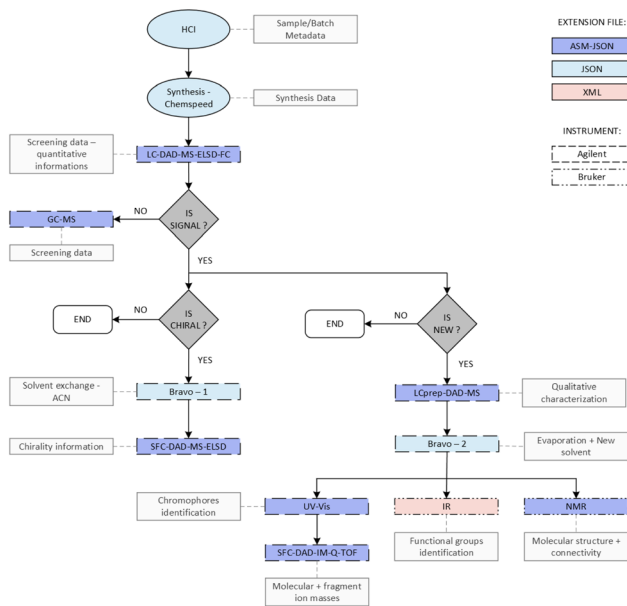 HCI
Sample/Batch
Metadata
EXTENSION FILE:
ASM-JSON
JSON
XML
Synthesis -
Chemspeed
Synthesis Data
INSTRUMENT:
Agilent
Bruker
Screening data –
quantitative
informations
LC-DAD-MS-ELSD-FC
IS
SIGNAL ?
NO
GC-MS
Screening data
YES
IS
CHIRAL ?
NO
END
YES
IS
NEW ?
NO
END
YES
Solvent exchange -
ACN
Bravo – 1
LCprep-DAD-MS
Qualitative
characterization
Chirality information
SFC-DAD-MS-ELSD
Bravo – 2
Evaporation + New
solvent
Chromophores
identification
UV-Vis
IR
NMR
Functional groups
identification
Molecular structure +
connectivity
SFC-DAD-IM-Q-TOF
Molecular + fragment
ion masses